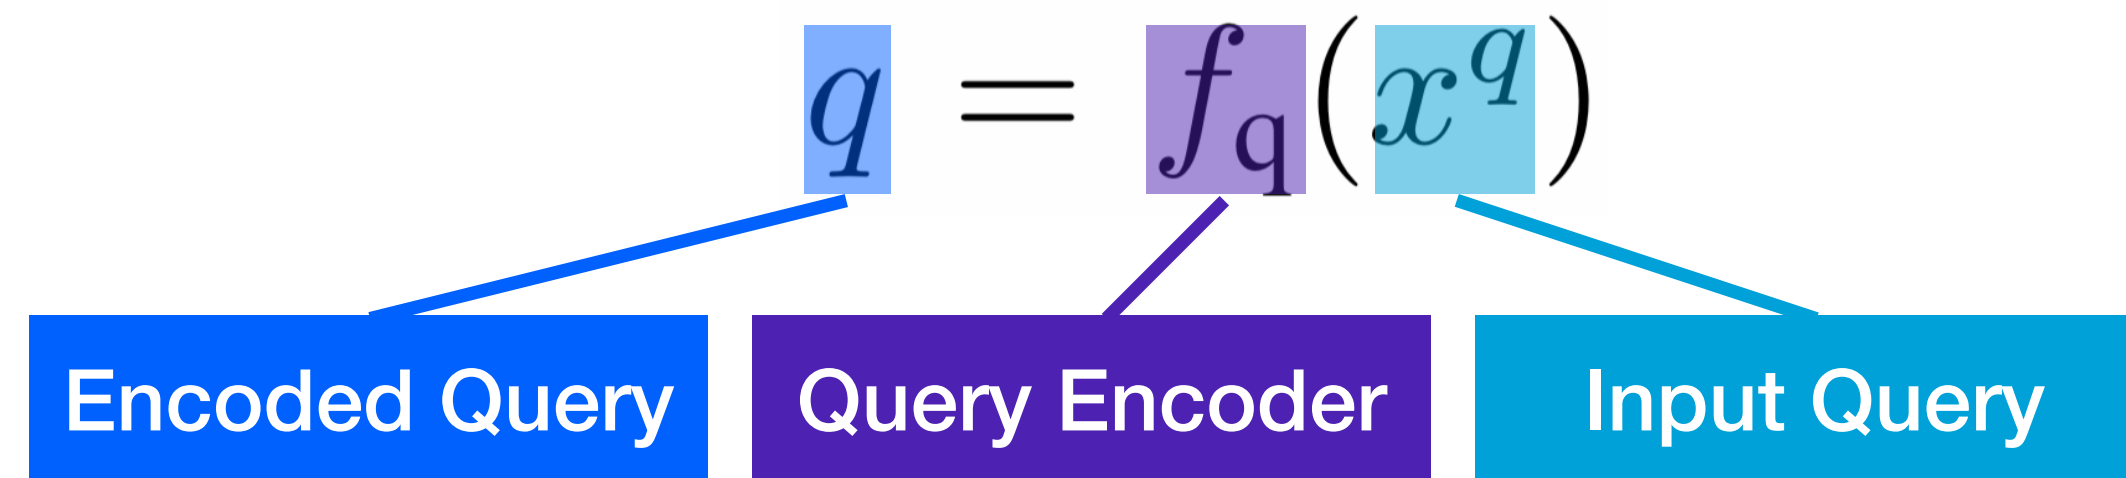 q = f_q(x^q)
Encoded Query
Query Encoder
Input Query